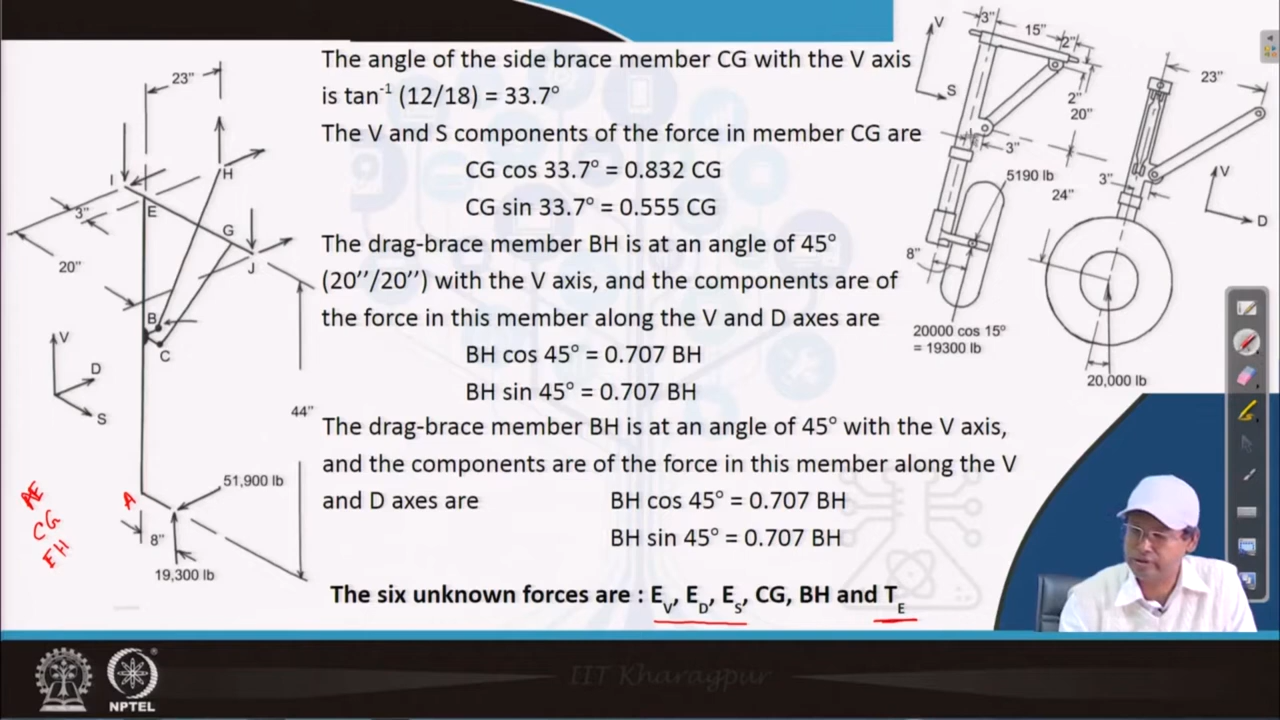 The angle of the side brace member CG with the V axis
is tan-1 (12/18) = 33.7°
The V and S components of the force in member CG are
CG cos 33.7° = 0.832 CG
CG sin 33.7° = 0.555 CG
The drag-brace member BH is at an angle of 45°
(20’’/20’’) with the V axis, and the components are of
the force in this member along the V and D axes are
BH cos 45° = 0.707 BH
BH sin 45° = 0.707 BH
The drag-brace member BH is at an angle of 45° with the V axis,
and the components are of the force in this member along the V
and D axes are BH cos 45° = 0.707 BH
BH sin 45° = 0.707 BH
The six unknown forces are : EV, ED, ES, CG, BH and TE
23"
H
I
E
3"
G
J
20"
B
C
V
D
S
44"
A
51,900 lb
8"
19,300 lb
AE
CG
EH
V
S
3"
15"
2"
2"
20"
3"
5190 lb
24"
8"
20000 cos 15°
= 19300 lb
23"
3"
V
D
20,000 lb
IIT Kharagpur
NPTEL